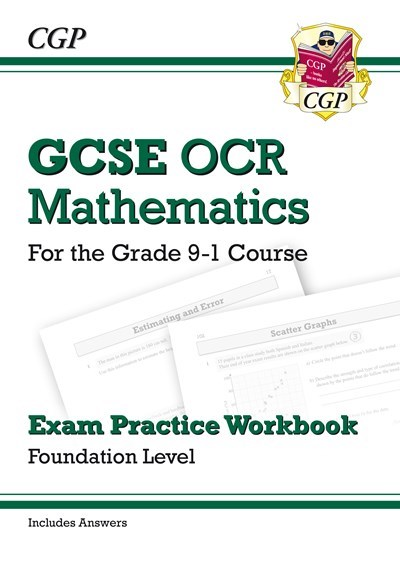 CGP
CGP
CGP
GCSE OCR
Mathematics
For the Grade 9-1 Course
Estimating and Error
Scatter Graphs
Exam Practice Workbook
Foundation Level
Includes Answers